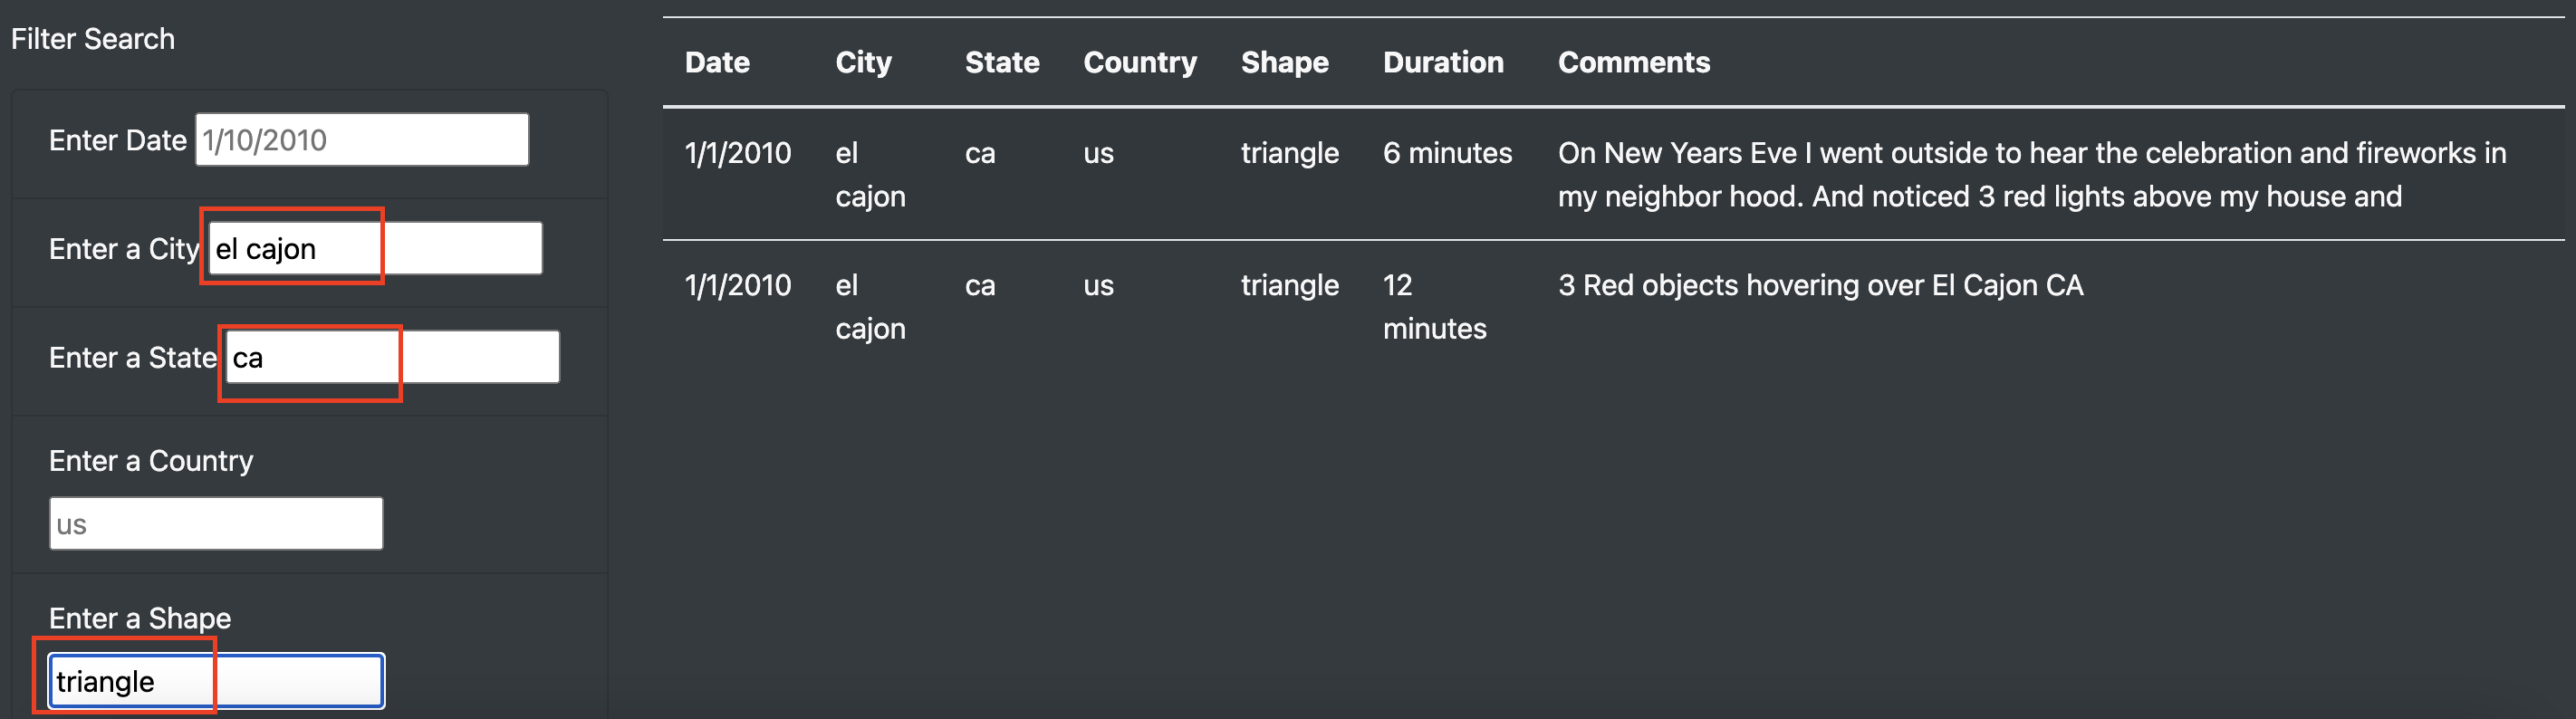 Filter Search
Enter Date 1/10/2010
Enter a City el cajon
Enter a State ca
Enter a Country
us
Enter a Shape
triangle
Date City State Country Shape Duration Comments
1/1/2010 el ca us triangle 6 minutes On New Years Eve I went outside to hear the celebration and fireworks in
cajon my neighbor hood. And noticed 3 red lights above my house and
1/1/2010 el ca us triangle 12 3 Red objects hovering over El Cajon CA
cajon minutes